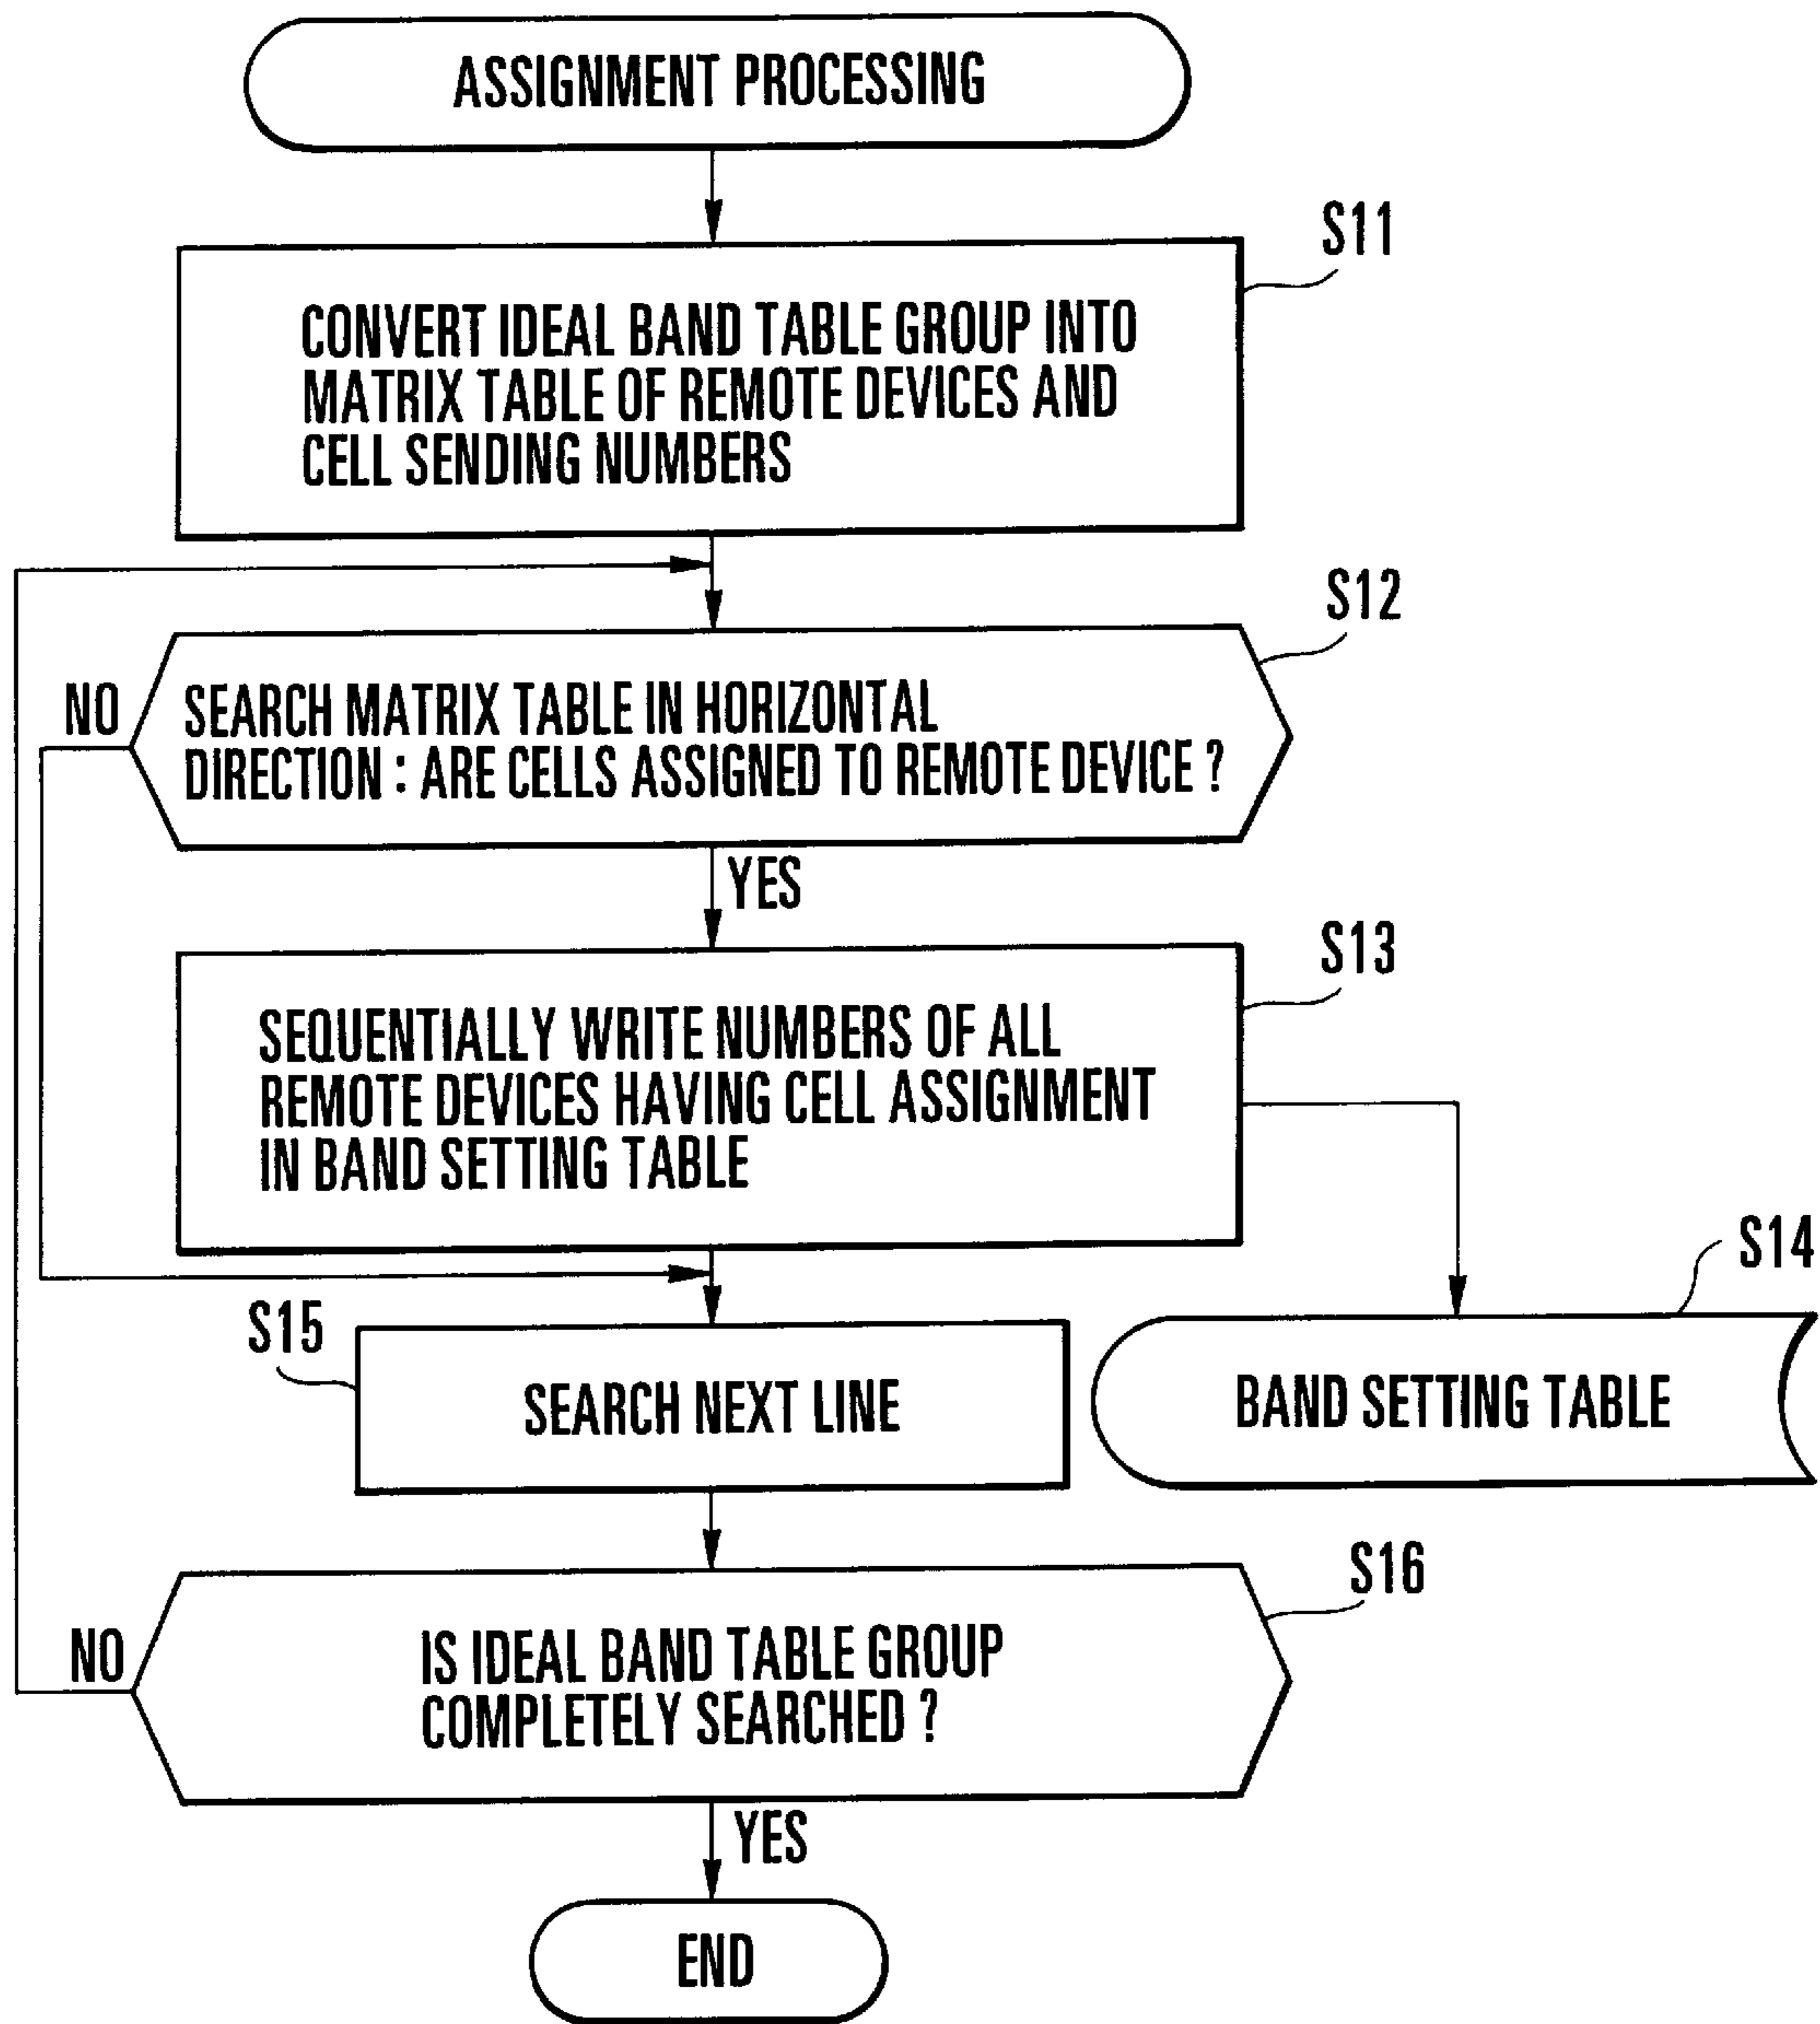 ASSIGNMENT PROCESSING
S11
CONVERT IDEAL BAND TABLE GROUP INTO
MATRIX TABLE OF REMOTE DEVICES AND
CELL SENDING NUMBERS
S12
NO
SEARCH MATRIX TABLE IN HORIZONTAL
DIRECTION : ARE CELLS ASSIGNED TO REMOTE DEVICE ?
YES
S13
SEQUENTIALLY WRITE NUMBERS OF ALL
REMOTE DEVICES HAVING CELL ASSIGNMENT
IN BAND SETTING TABLE
S14
S15
SEARCH NEXT LINE
BAND SETTING TABLE
S16
NO
IS IDEAL BAND TABLE GROUP
COMPLETELY SEARCHED ?
YES
END